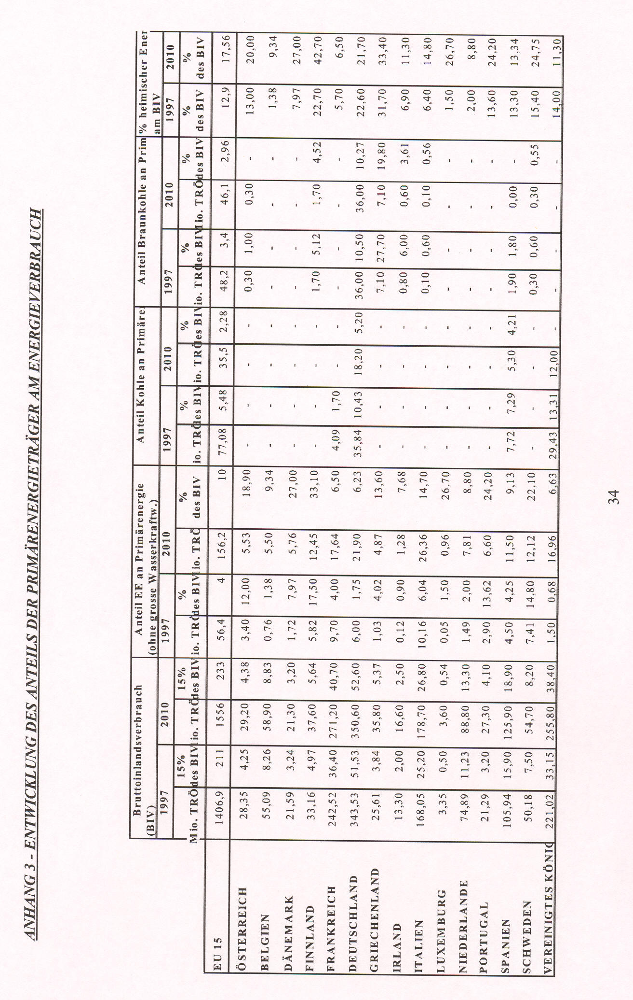 ANHANG 3 - ENTWICKLUNG DES ANTEILS DER PRIMÄRENERGIETRÄGER AM ENERGIEVERBRAUCH
Bruttoinlandsverbrauch Anteil EE an Primärenergie Anteil Kohle an Primäre Anteil Braunkohle an Prim % heimischer Ener
(BIV) (ohne grosse Wasserkraftw.) am BIV
1997 2010 1997 2010 1997 2010 1997 2010 1997 2010
15% 15% % % % % % % % %
Mio. TRÖ des BIV io. TRÖ des BIV io. TRÖ des BIV io. TRÖ des BIV io. TRÖ des BIV io. TRÖ des BIV io. TRÖ des BIV io. TRÖ des BIV des BIV des BIV
EU 15 1406,9 211 1556 233 56,4 4 156,2 10 77,08 5,48 35,5 2,28 48,2 3,4 46,1 2,96 12,9 17,56
ÖSTERREICH 28,35 4,25 29,20 4,38 3,40 12,00 5,53 18,90 - - - - 0,30 1,00 0,30 - 13,00 20,00
BELGIEN 55,09 8,26 58,90 8,83 0,76 1,38 5,50 9,34 - - - - - - - - 1,38 9,34
DÄNEMARK 21,59 3,24 21,30 3,20 1,72 7,97 5,76 27,00 - - - - - - - - 7,97 27,00
FINNLAND 33,16 4,97 37,60 5,64 5,82 17,50 12,45 33,10 - - - - 1,70 5,12 1,70 4,52 22,70 42,70
FRANKREICH 242,52 36,40 271,20 40,70 9,70 4,00 17,64 6,50 4,09 1,70 - - - - - - 5,70 6,50
DEUTSCHLAND 343,53 51,53 350,60 52,60 6,00 1,75 21,90 6,23 35,84 10,43 18,20 5,20 36,00 10,50 36,00 10,27 22,60 21,70
GRIECHENLAND 25,61 3,84 35,80 5,37 1,03 4,02 4,87 13,60 - - - - 7,10 27,70 7,10 19,80 31,70 33,40
IRLAND 13,30 2,00 16,60 2,50 0,12 0,90 1,28 7,68 - - - - 0,80 6,00 0,60 3,61 6,90 11,30
ITALIEN 168,05 25,20 178,70 26,80 10,16 6,04 26,36 14,70 - - - - 0,10 0,60 0,10 0,56 6,40 14,80
LUXEMBURG 3,35 0,50 3,60 0,54 0,05 1,50 0,96 26,70 - - - - - - - - 1,50 26,70
NIEDERLANDE 74,89 11,23 88,80 13,30 1,49 2,00 7,81 8,80 - - - - - - - - 2,00 8,80
PORTUGAL 21,29 3,20 27,30 4,10 2,90 13,62 6,60 24,20 - - - - - - - - 13,60 24,20
SPANIEN 105,94 15,90 125,90 18,90 4,50 4,25 11,50 9,13 7,72 7,29 5,30 4,21 1,90 1,80 0,00 - 13,30 13,34
SCHWEDEN 50,18 7,50 54,70 8,20 7,41 14,80 12,12 22,10 - - - - 0,30 0,60 0,30 0,55 15,40 24,75
VEREINIGTES KÖNIG 221,02 33,15 255,80 38,40 1,50 0,68 16,96 6,63 29,43 13,31 12,00 - - - - - 14,00 11,30
34